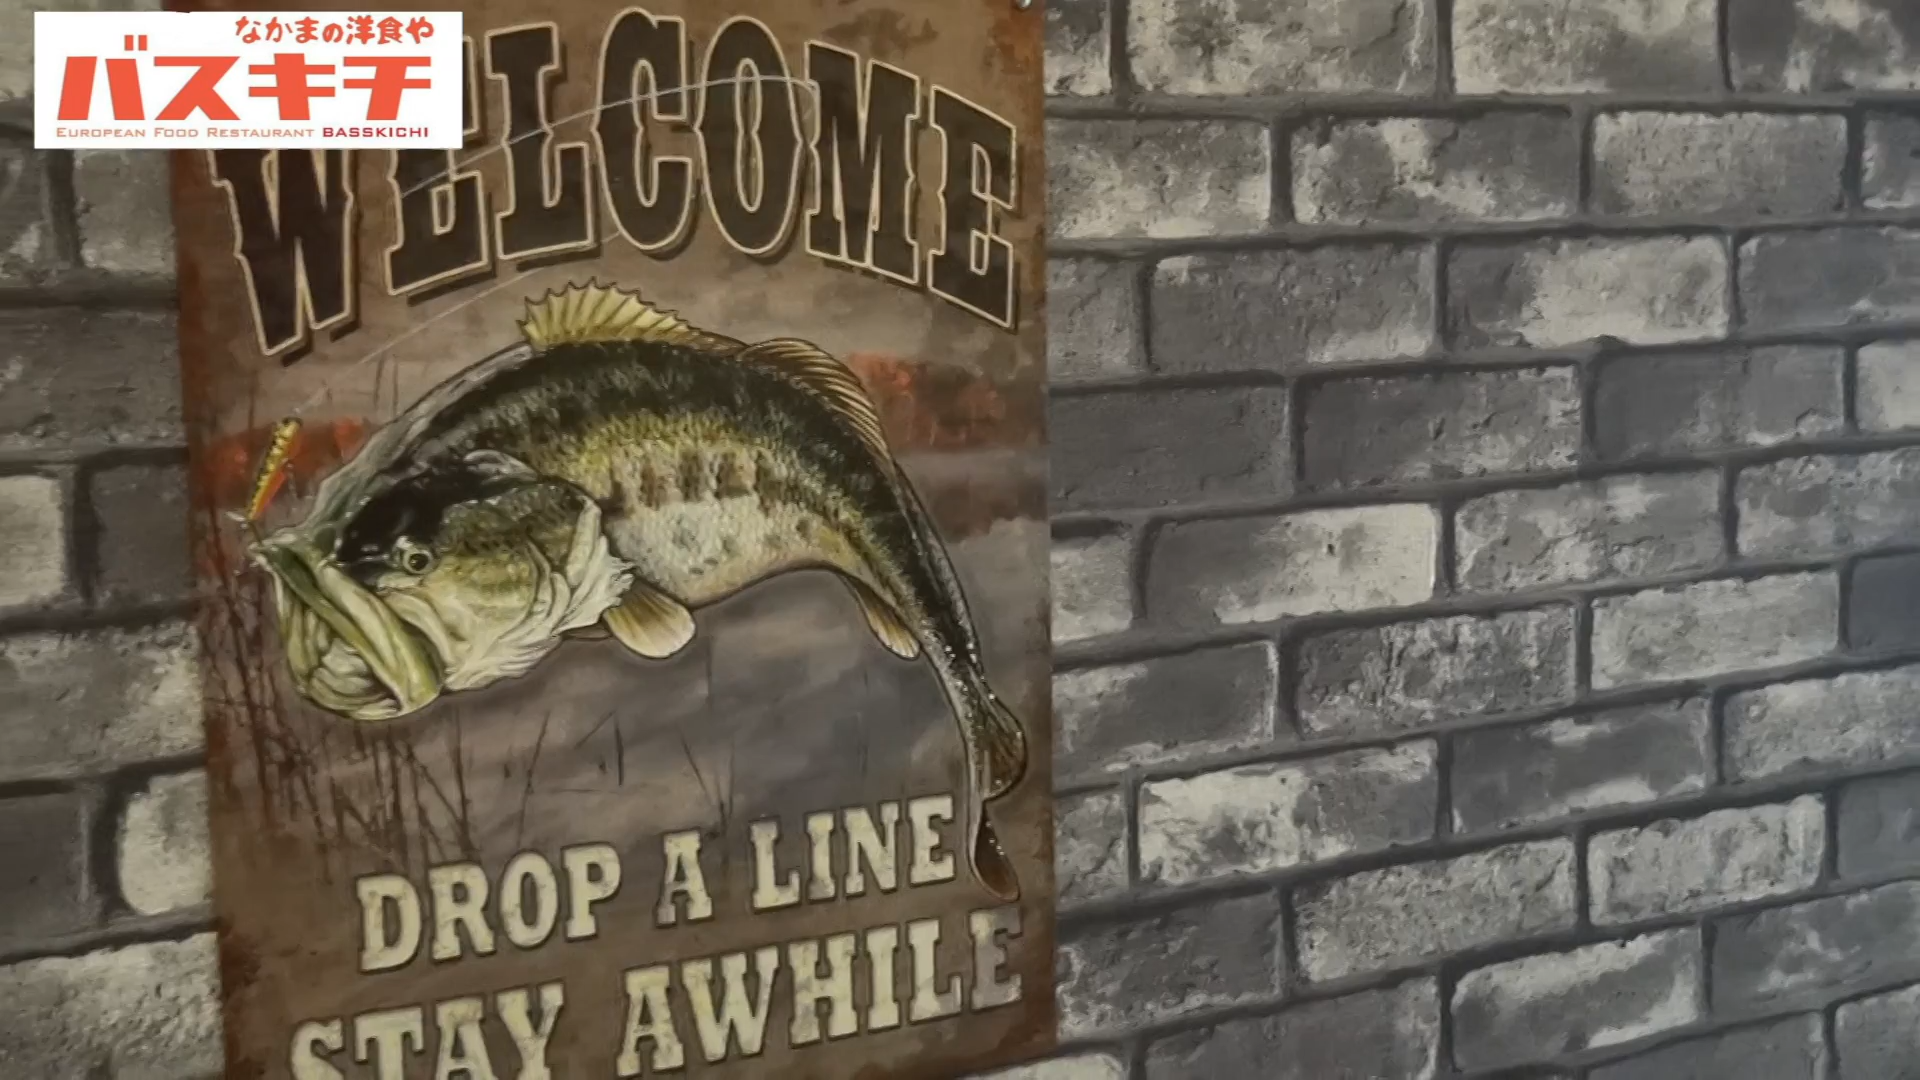 なかまの洋食や
バスキチ
EUROPEAN FOOD RESTAURANT BASSKICHI
WELCOME
DROP A LINE
STAY AWHILE